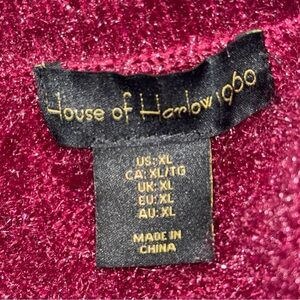 House of Harlow 1960
US: XL
CA: XL/TG
UK: XL
EU: XL
AU: XL
MADE IN
CHINA